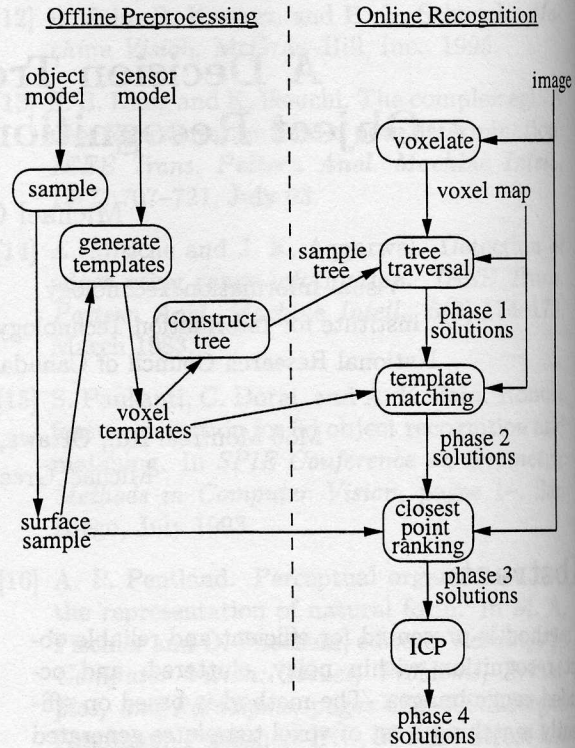 Offline Preprocessing
Online Recognition
object
model
sensor
model
image
sample
voxelate
voxel map
generate
templates
sample
tree
tree
traversal
construct
tree
phase 1
solutions
voxel
templates
template
matching
phase 2
solutions
surface
sample
closest
point
ranking
phase 3
solutions
ICP
phase 4
solutions